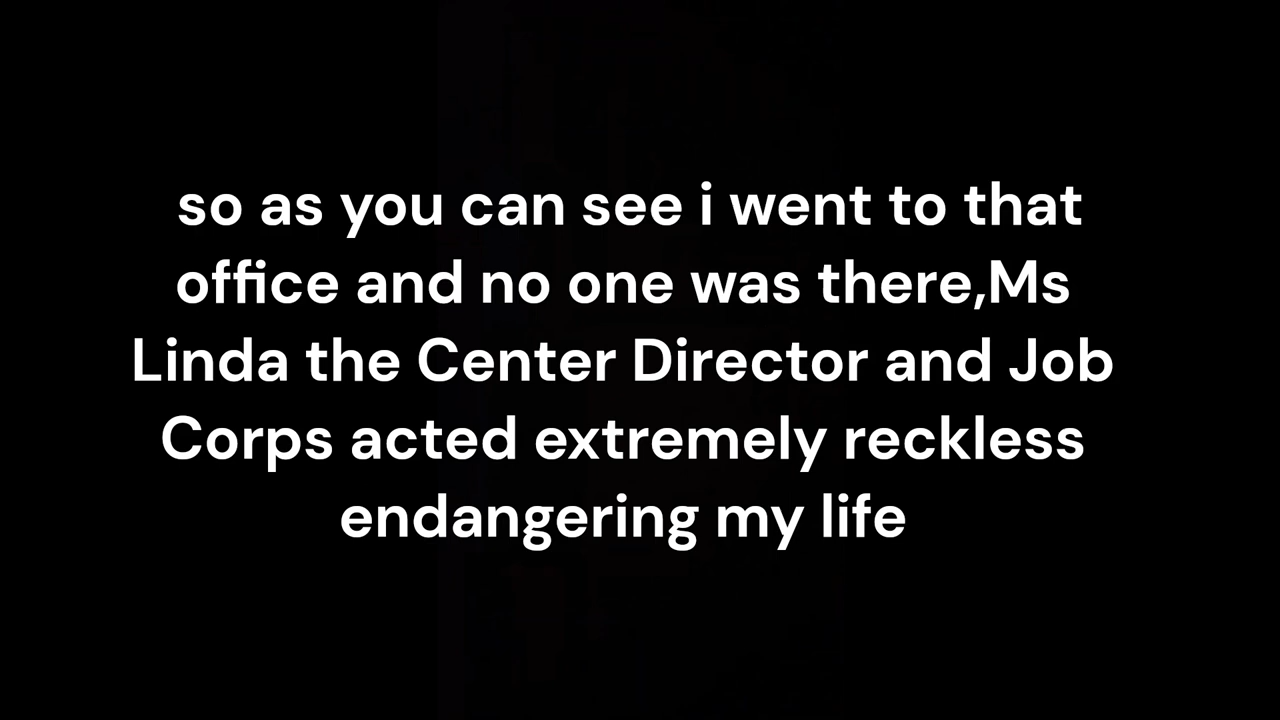 so as you can see i went to that
office and no one was there,Ms
Linda the Center Director and Job
Corps acted extremely reckless
endangering my life